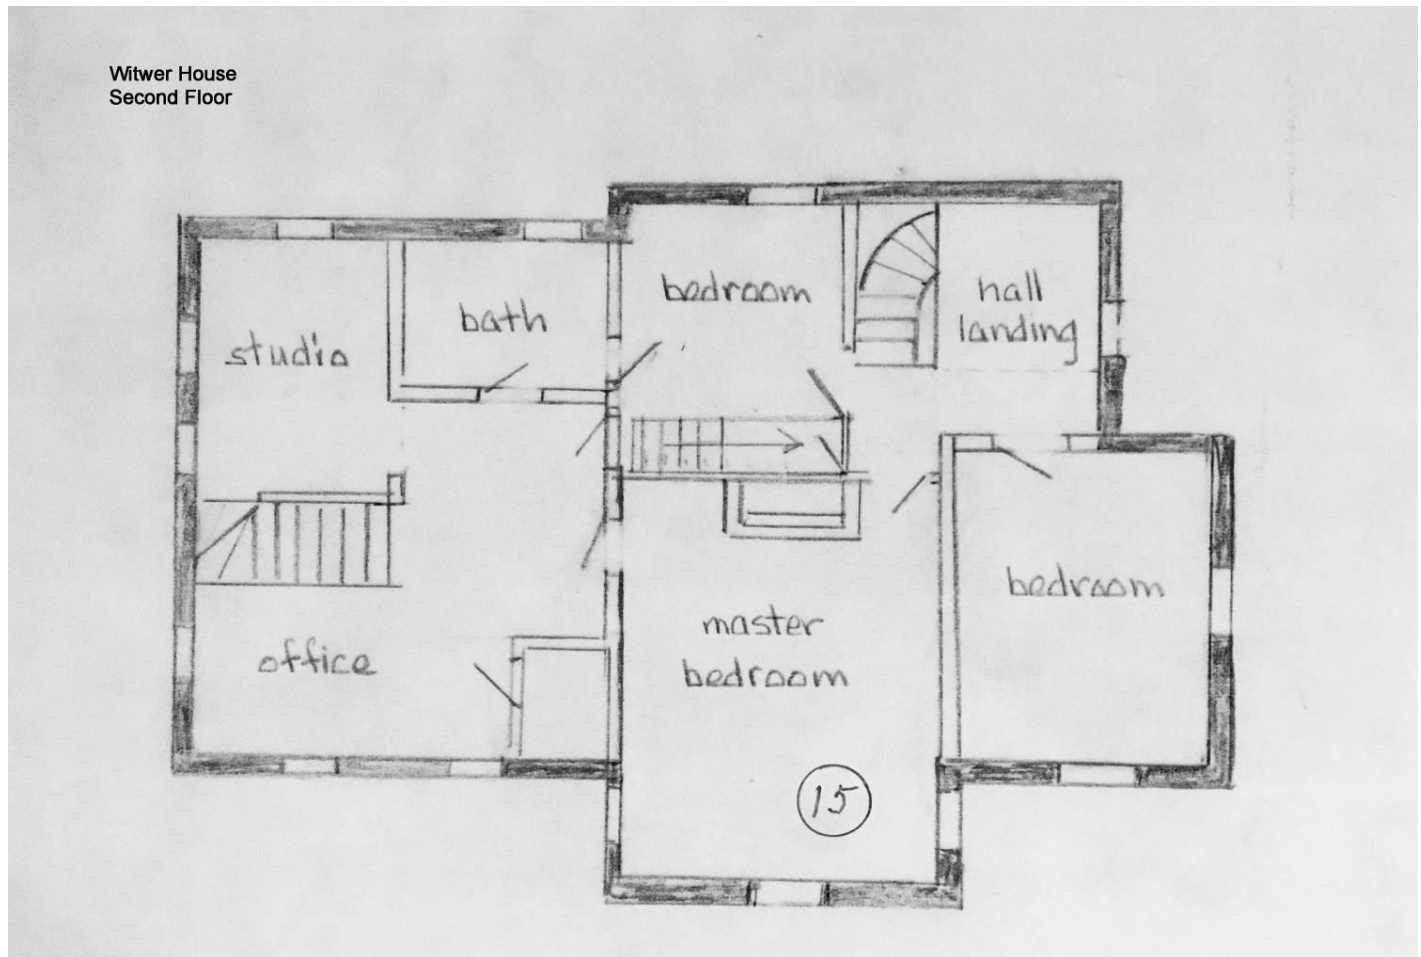 Witwer House
Second Floor
bedroom
hall
landing
bath
studio
bedroom
office
master
bedroom
15